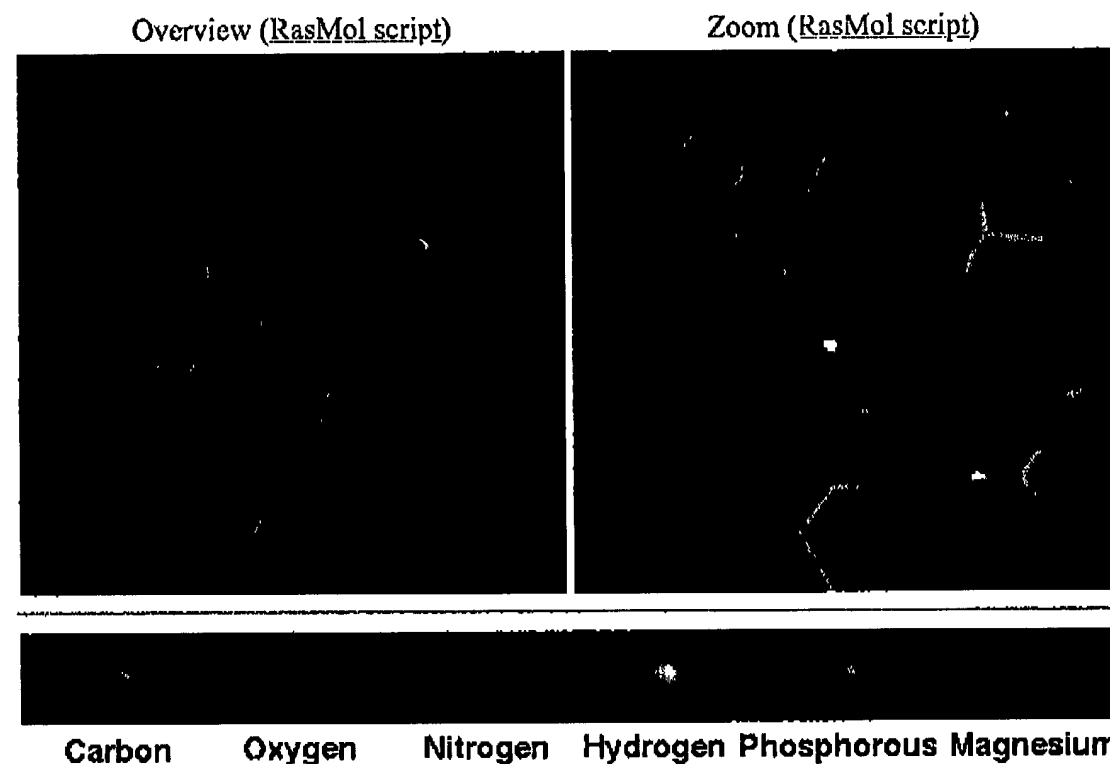 Overview (RasMol script) Zoom (RasMol script)
Carbon Oxygen Nitrogen Hydrogen Phosphorous Magnesium